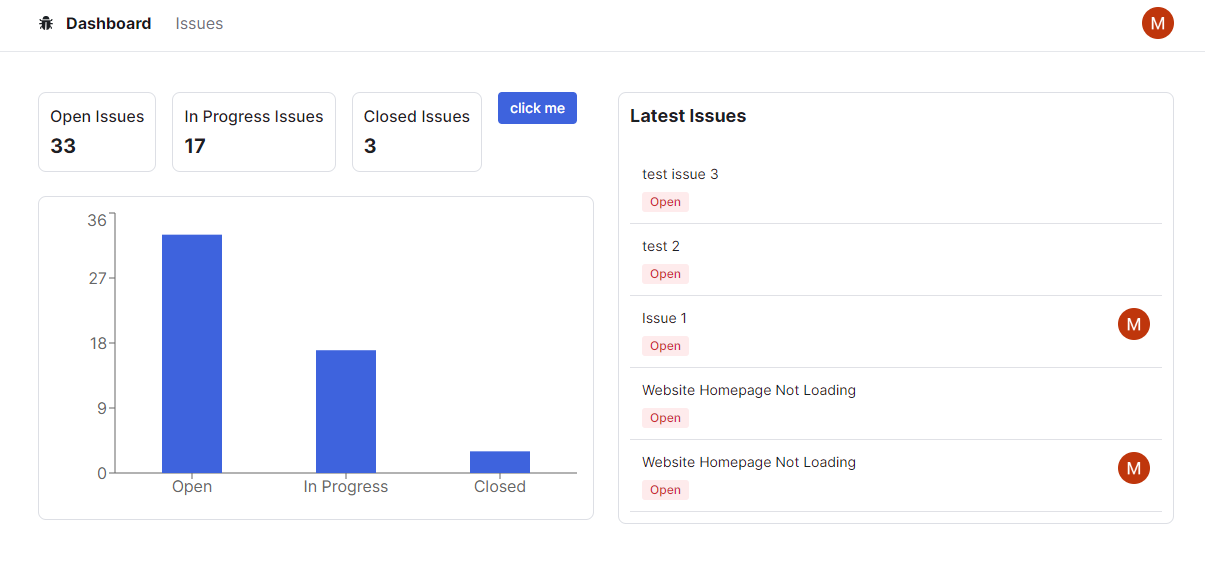 Dashboard Issues M
Open Issues
33
In Progress Issues
17
Closed Issues
3
click me
36
27
18
9
0
Open In Progress Closed
Latest Issues
test issue 3
Open
test 2
Open
Issue 1
M
Open
Website Homepage Not Loading
Open
Website Homepage Not Loading
M
Open